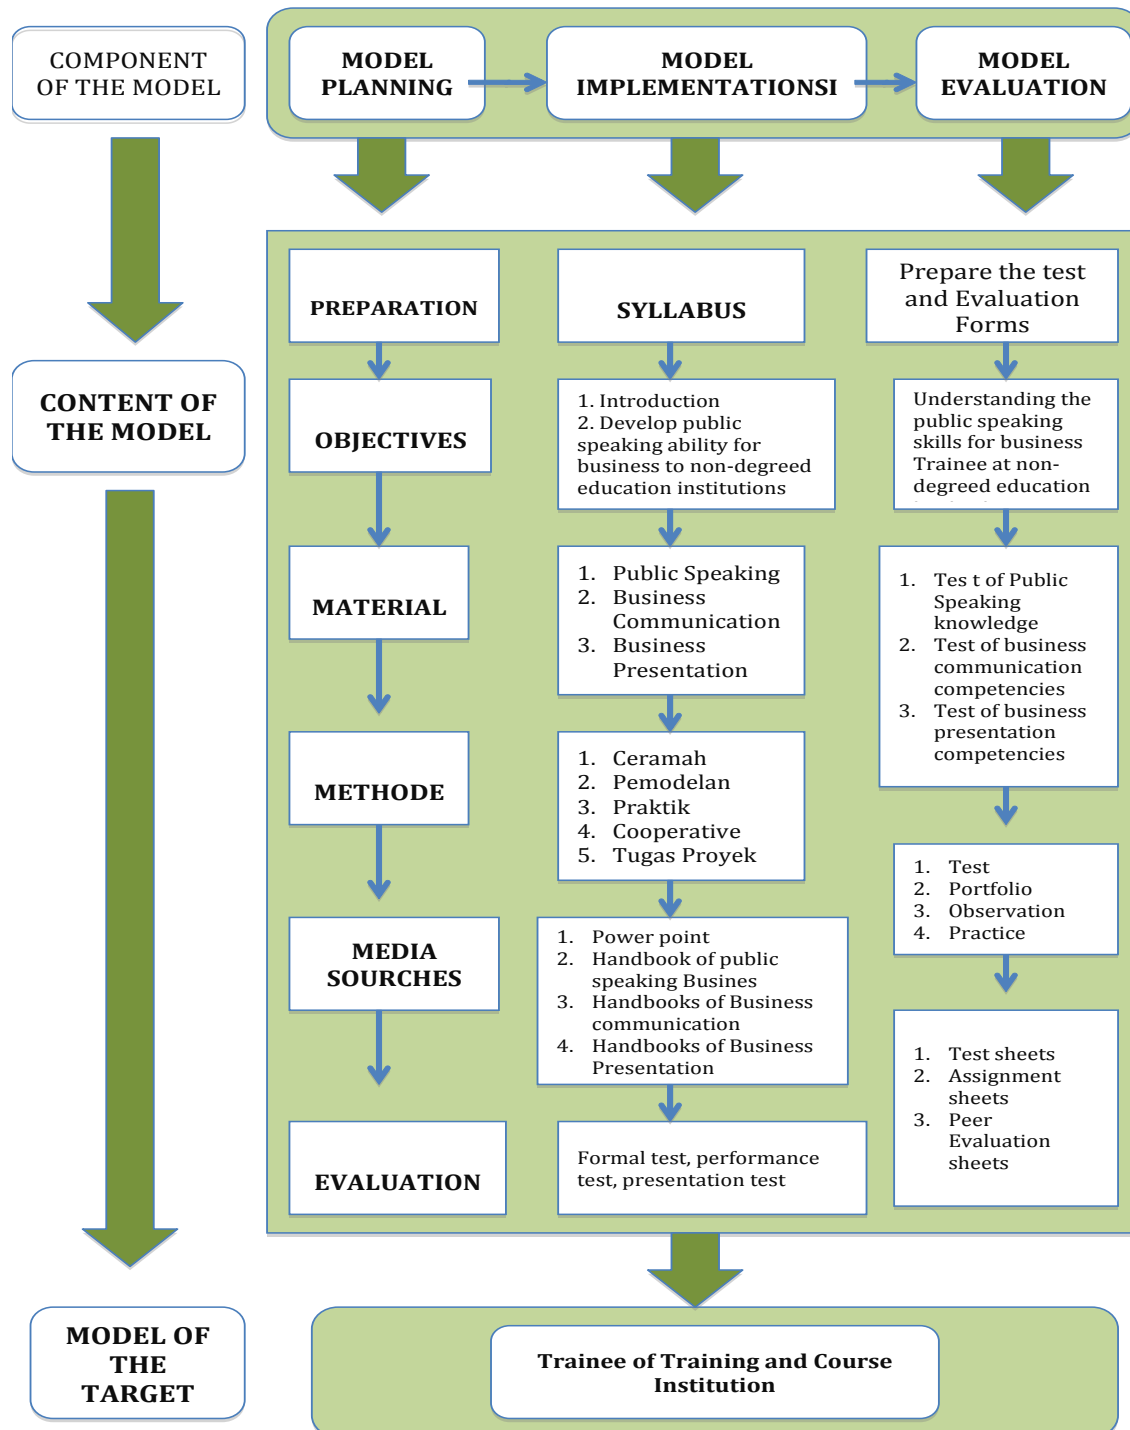 COMPONENT
OF THE MODEL
MODEL
PLANNING
MODEL
IMPLEMENTATIONSI
MODEL
EVALUATION
CONTENT OF
THE MODEL
PREPARATION
OBJECTIVES
MATERIAL
METHODE
MEDIA
SOURCHES
EVALUATION
SYLLABUS
1. Introduction
2. Develop public
speaking ability for
business to non-degreed
education institutions
1. Public Speaking
2. Business
Communication
3. Business
Presentation
1. Ceramah
2. Pemodelan
3. Praktik
4. Cooperative
5. Tugas Proyek
1. Power point
2. Handbook of public
speaking Busines
3. Handbooks of Business
communication
4. Handbooks of Business
Presentation
Formal test, performance
test, presentation test
Prepare the test
and Evaluation
Forms
Understanding the
public speaking
skills for business
Trainee at non-
degreed education
1. Tes t of Public
Speaking
knowledge
2. Test of business
communication
competencies
3. Test of business
presentation
competencies
1. Test
2. Portfolio
3. Observation
4. Practice
1. Test sheets
2. Assignment
sheets
3. Peer
Evaluation
sheets
MODEL OF
THE
TARGET
Trainee of Training and Course
Institution